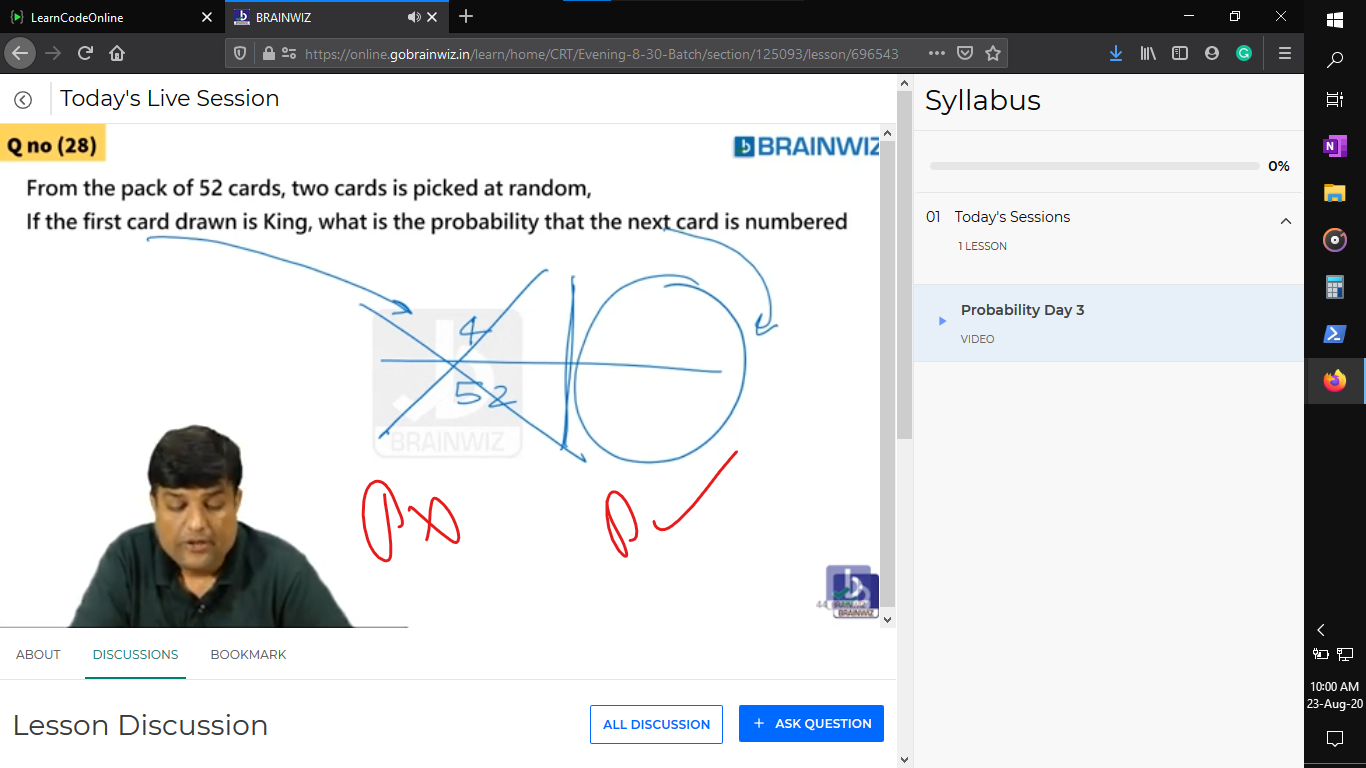 LearnCodeOnline
BRAINWIZ
https://online.gobrainwiz.in/learn/home/CRT/Evening-8-30-Batch/section/125093/lesson/696543
Today's Live Session
Q no (28)
BRAINWIZ
From the pack of 52 cards, two cards is picked at random,
If the first card drawn is King, what is the probability that the next card is numbered
4
52
BRAINWIZ
P
P
BRAINWIZ
ABOUT DISCUSSIONS BOOKMARK
Lesson Discussion
ALL DISCUSSION
+ ASK QUESTION
Syllabus
0%
01 Today's Sessions
1 LESSON
Probability Day 3
VIDEO
10:00 AM
23-Aug-20